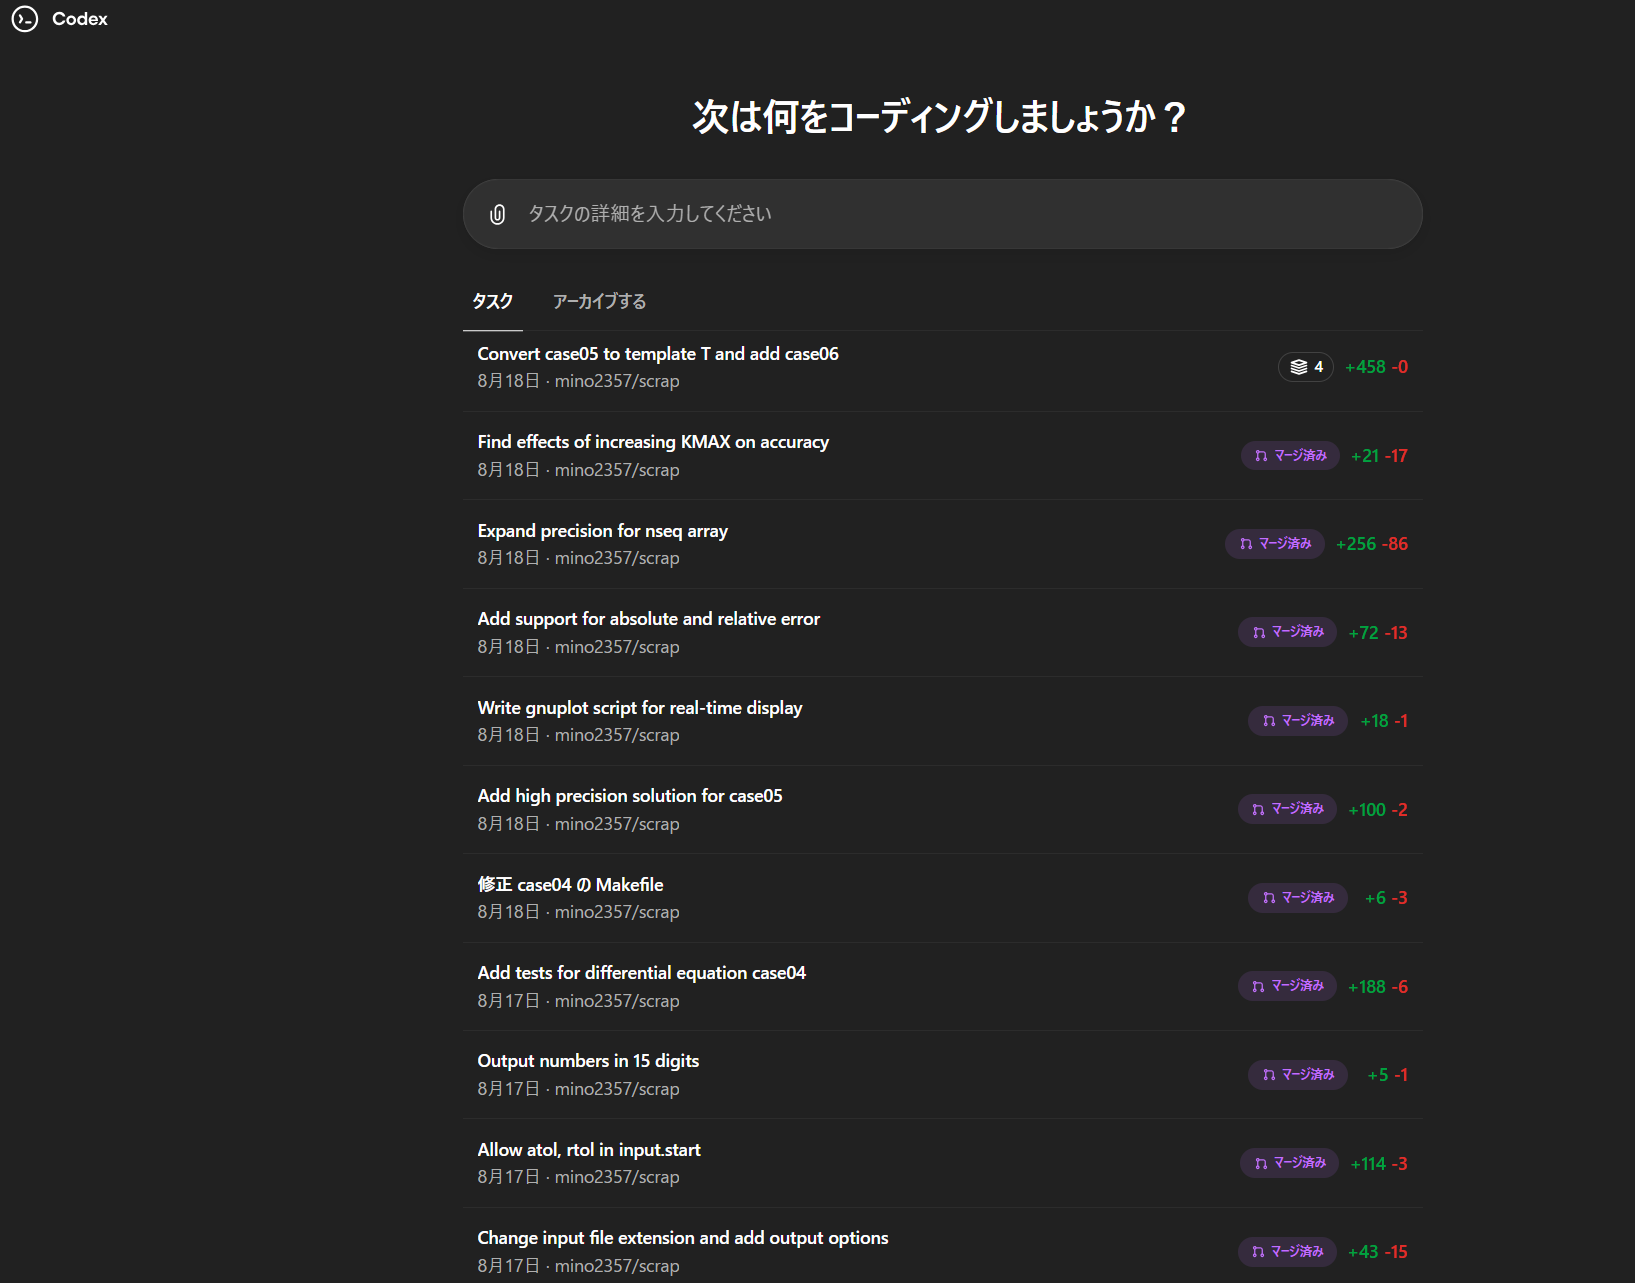 Codex
次は何をコーディングしましょうか？
タスクの詳細を入力してください
タスク アーカイブする
Convert case05 to template T and add case06
8月18日 · mino2357/scrap
4 +458 -0
Find effects of increasing KMAX on accuracy
8月18日 · mino2357/scrap
マージ済み +21 -17
Expand precision for nseq array
8月18日 · mino2357/scrap
マージ済み +256 -86
Add support for absolute and relative error
8月18日 · mino2357/scrap
マージ済み +72 -13
Write gnuplot script for real-time display
8月18日 · mino2357/scrap
マージ済み +18 -1
Add high precision solution for case05
8月18日 · mino2357/scrap
マージ済み +100 -2
修正 case04 の Makefile
8月18日 · mino2357/scrap
マージ済み +6 -3
Add tests for differential equation case04
8月17日 · mino2357/scrap
マージ済み +188 -6
Output numbers in 15 digits
8月17日 · mino2357/scrap
マージ済み +5 -1
Allow atol, rtol in input.start
8月17日 · mino2357/scrap
マージ済み +114 -3
Change input file extension and add output options
8月17日 · mino2357/scrap
マージ済み +43 -15